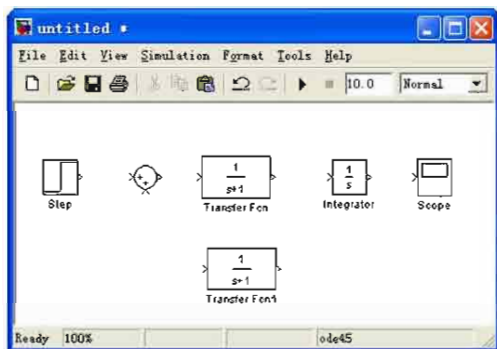 untitled *
File Edit View Simulation Format Tools Help
10.0 Normal
1
s+1
1
s
Step Transfer Fcn Integrator Scope
1
s+1
Transfer Fcn1
Ready 100% ode45